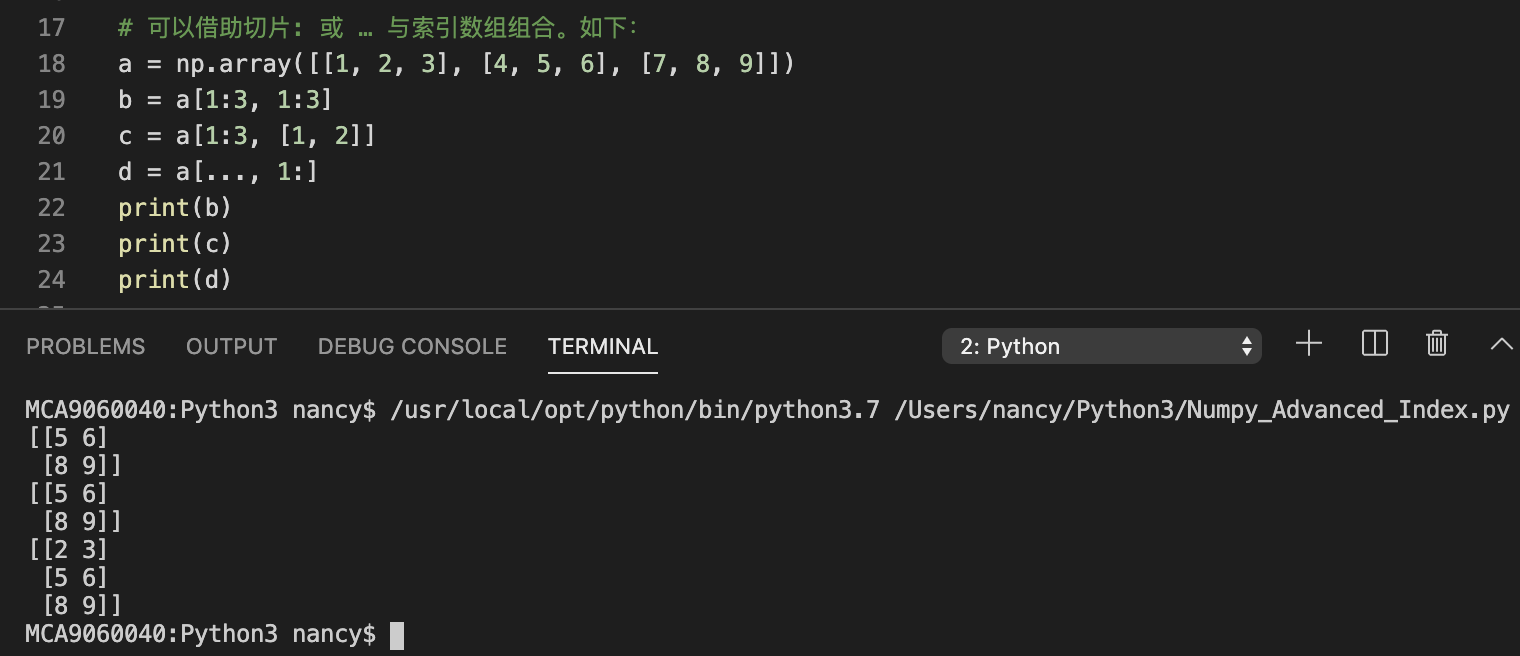 17 # 可以借助切片: 或 … 与索引数组组合。如下:
18 a = np.array([[1, 2, 3], [4, 5, 6], [7, 8, 9]])
19 b = a[1:3, 1:3]
20 c = a[1:3, [1, 2]]
21 d = a[..., 1:]
22 print(b)
23 print(c)
24 print(d)
PROBLEMS OUTPUT DEBUG CONSOLE TERMINAL 2: Python
MCA9060040:Python3 nancy$ /usr/local/opt/python/bin/python3.7 /Users/nancy/Python3/Numpy_Advanced_Index.py
[[5 6]
 [8 9]]
[[5 6]
 [8 9]]
[[2 3]
 [5 6]
 [8 9]]
MCA9060040:Python3 nancy$